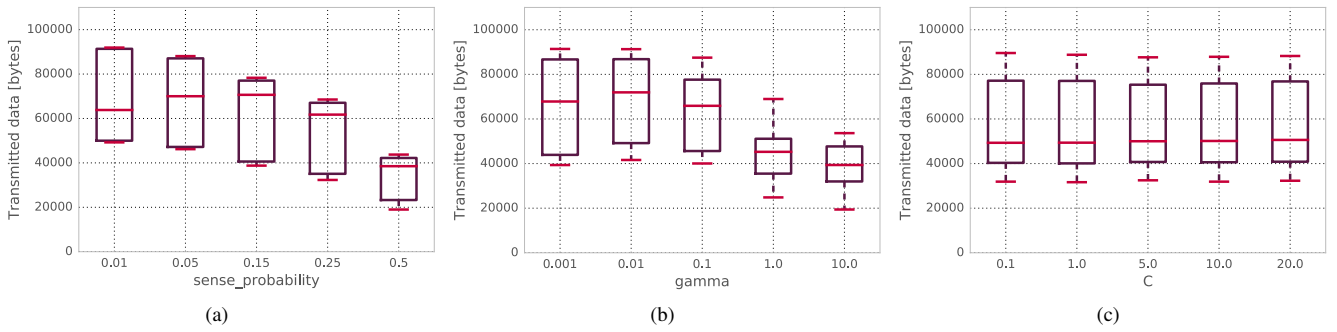 Transmitted data [bytes]
100000
80000
60000
40000
20000
0
0.01 0.05 0.15 0.25 0.5
sense_probability
(a)
Transmitted data [bytes]
100000
80000
60000
40000
20000
0
0.001 0.01 0.1 1.0 10.0
gamma
(b)
Transmitted data [bytes]
100000
80000
60000
40000
20000
0
0.1 1.0 5.0 10.0 20.0
C
(c)